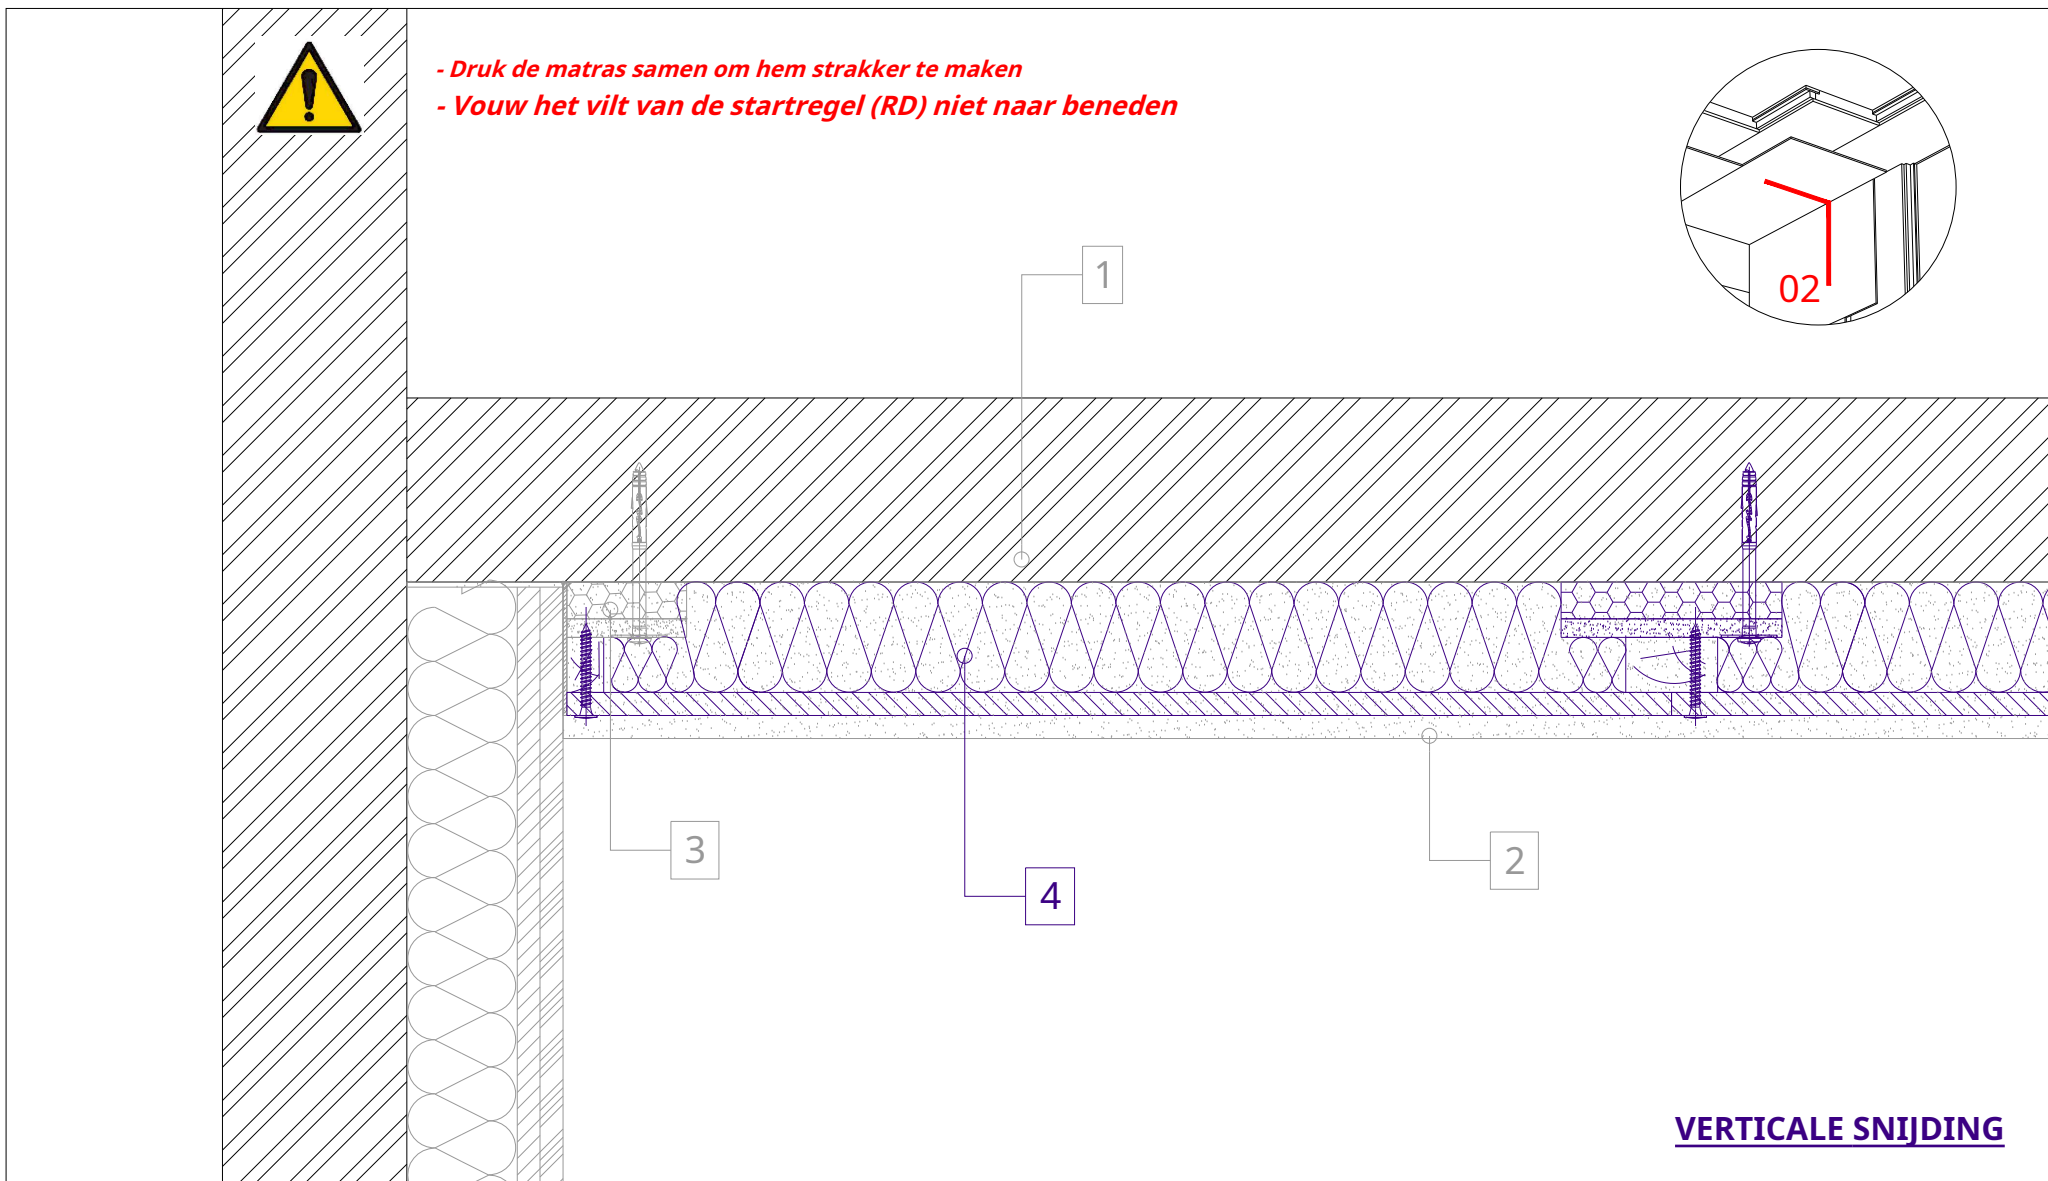 - Druk de matras samen om hem strakker te maken
- Vouw het vilt van de startregel (RD) niet naar beneden
02
1
3
4
2
VERTICALE SNIJDING